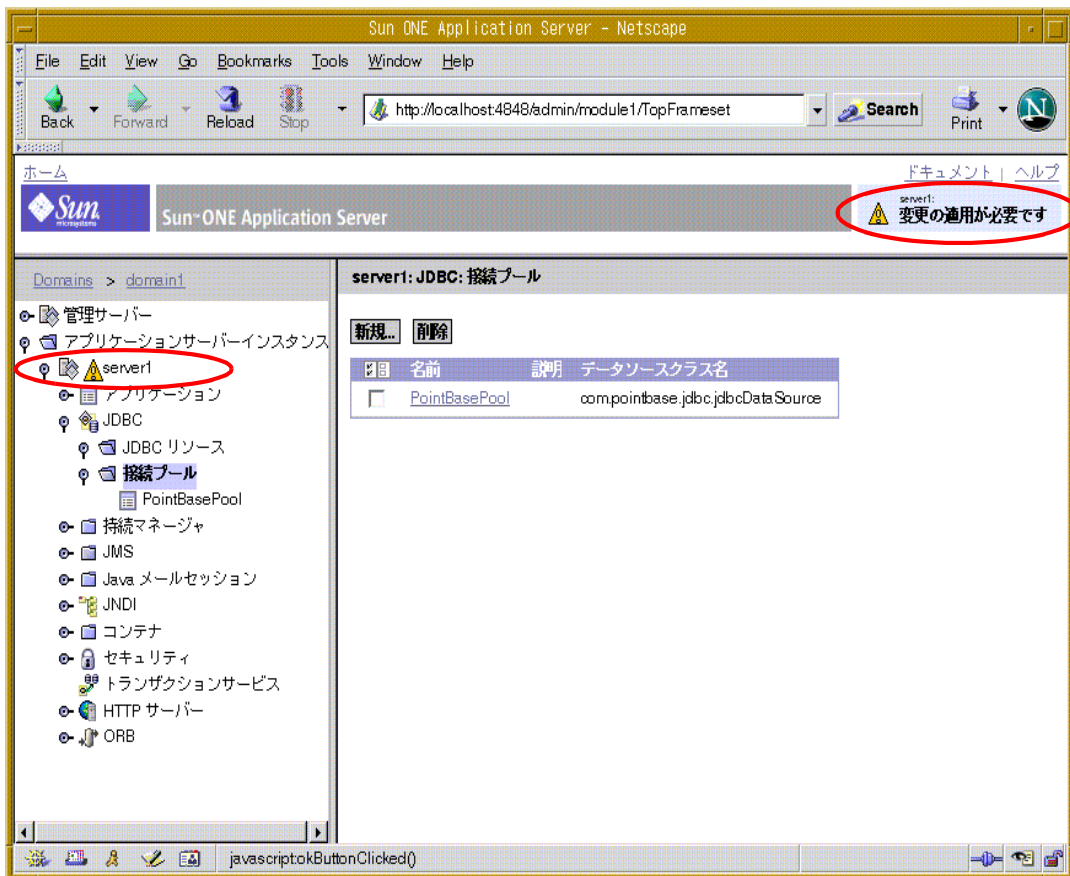 Sun ONE Application Server - Netscape
File Edit View Go Bookmarks Tools Window Help
Back Forward Reload Stop http://localhost:4848/admin/module1/TopFrameset Search Print N
ホーム ドキュメント | ヘルプ
Sun microsystems Sun ONE Application Server
server1:
変更の適用が必要です
Domains > domain1
server1: JDBC: 接続プール
管理サーバー
アプリケーションサーバーインスタンス
server1
アプリケーション
JDBC
JDBC リソース
接続プール
PointBasePool
持続マネージャ
JMS
Java メールセッション
JNDI
コンテナ
セキュリティ
トランザクションサービス
HTTP サーバー
ORB
新規... 削除
名前 説明 データソースクラス名
PointBasePool com.pointbase.jdbc.jdbcDataSource
javascript:okButtonClicked()